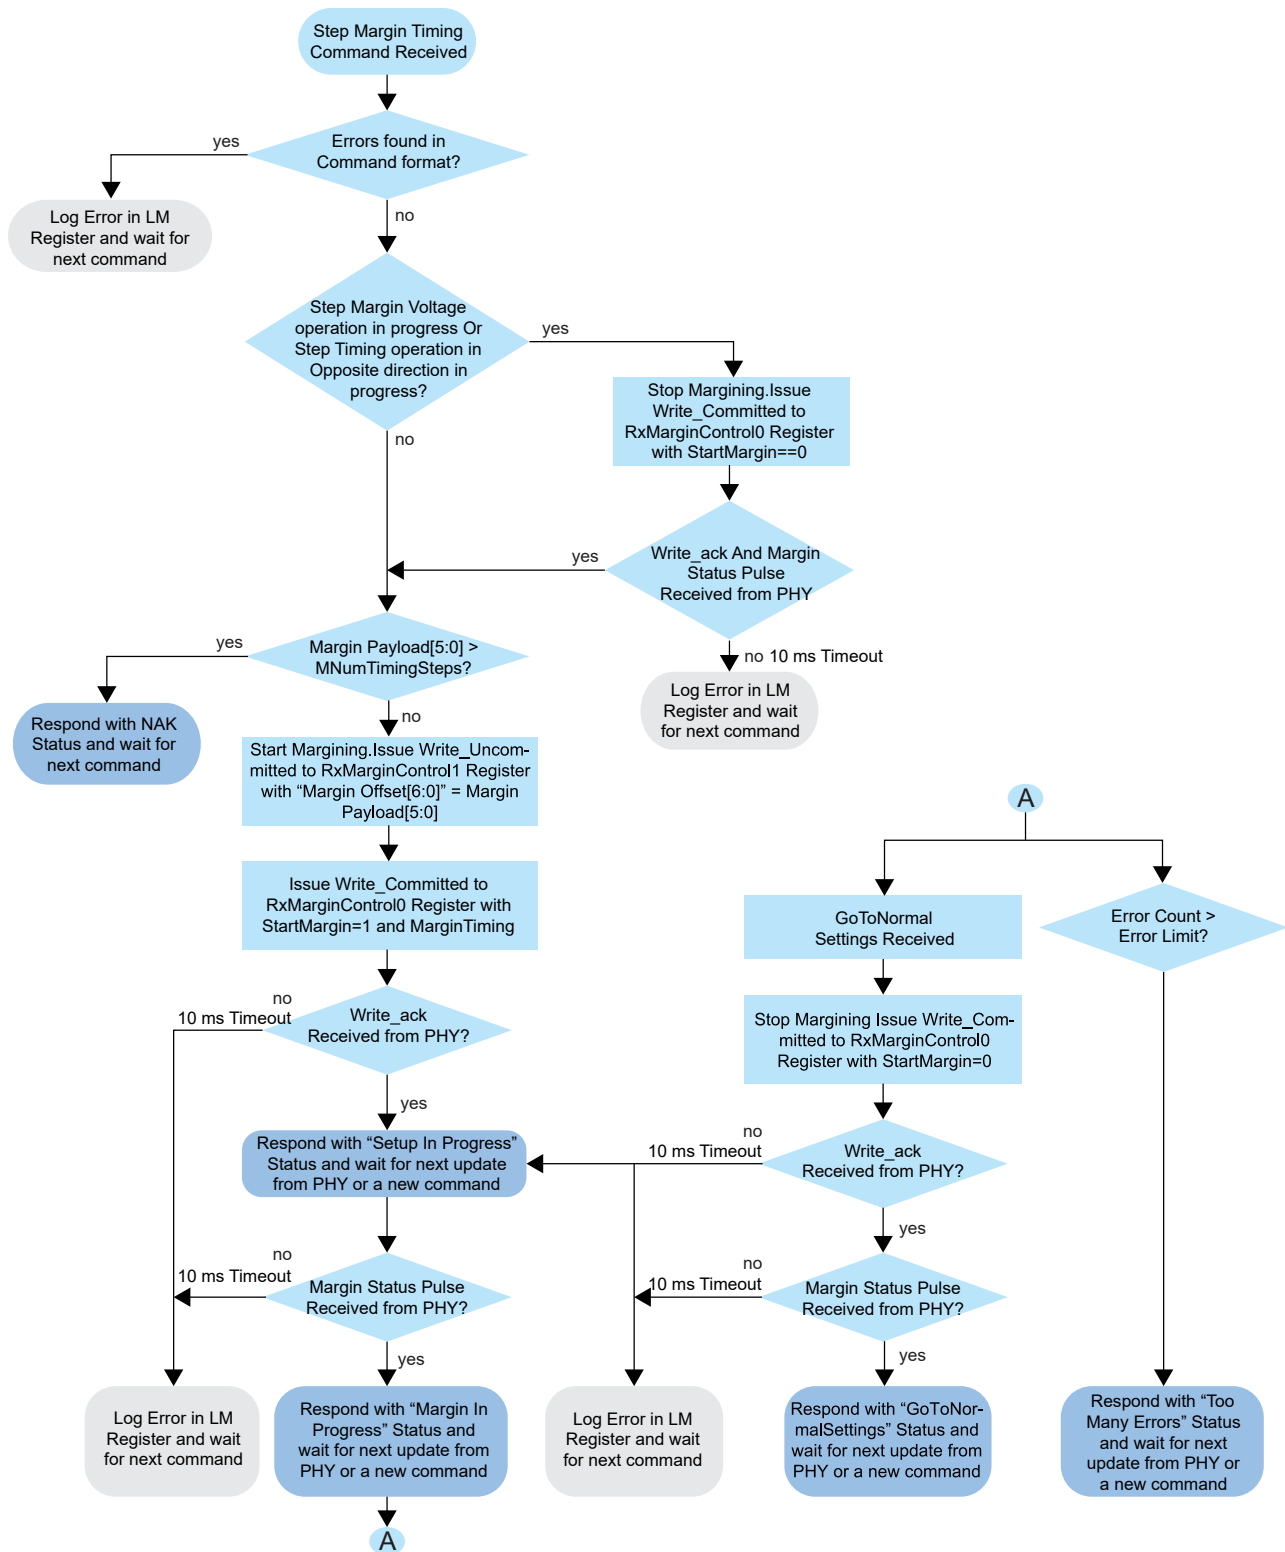 Step Margin Timing
Command Received
Errors found in
Command format?
yes
no
Log Error in LM
Register and wait for
next command
Step Margin Voltage
operation in progress Or
Step Timing operation in
Opposite direction in
progress?
yes
no
Stop Margining.Issue
Write_Committed to
RxMarginControl0 Register
with StartMargin==0
Write_ack And Margin
Status Pulse
Received from PHY
yes
no 10 ms Timeout
Log Error in LM
Register and wait
for next command
Margin Payload[5:0] >
MNumTimingSteps?
yes
no
Respond with NAK
Status and wait for
next command
Start Margining.Issue Write_Uncom-
mitted to RxMarginControl1 Register
with “Margin Offset[6:0]” = Margin
Payload[5:0]
Issue Write_Committed to
RxMarginControl0 Register with
StartMargin=1 and MarginTiming
Write_ack
Received from PHY?
no
10 ms Timeout
yes
Respond with “Setup In Progress”
Status and wait for next update
from PHY or a new command
Margin Status Pulse
Received from PHY?
no
10 ms Timeout
yes
Log Error in LM
Register and wait
for next command
Respond with “Margin In
Progress” Status and
wait for next update from
PHY or a new command
A
A
GoToNormal
Settings Received
Error Count >
Error Limit?
Stop Margining Issue Write_Com-
mitted to RxMarginControl0
Register with StartMargin=0
Write_ack
Received from PHY?
no
10 ms Timeout
yes
Margin Status Pulse
Received from PHY?
no
10 ms Timeout
yes
Log Error in LM
Register and wait
for next command
Respond with “GoToNor-
malSettings” Status and
wait for next update from
PHY or a new command
Respond with “Too
Many Errors” Status
and wait for next
update from PHY or
a new command